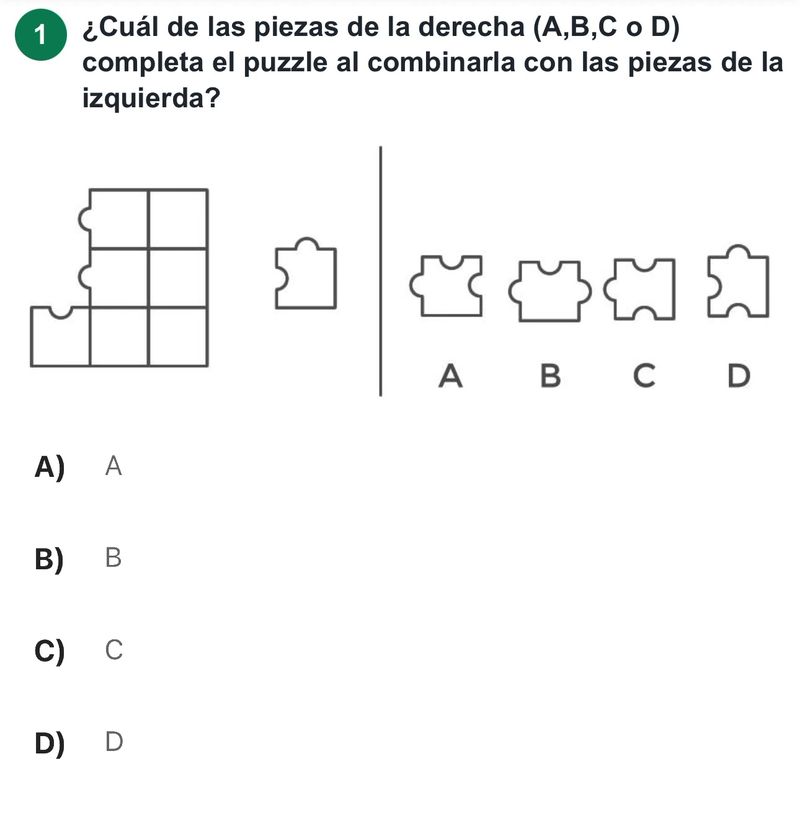 1 ¿Cuál de las piezas de la derecha (A,B,C o D)
completa el puzzle al combinarla con las piezas de la
izquierda?
A B C D
A) A
B) B
C) C
D) D